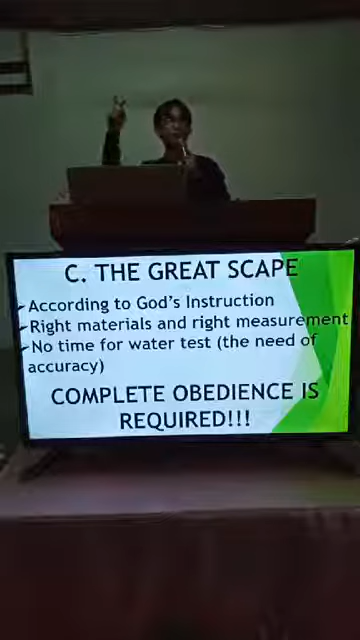 C. THE GREAT SCAPE
According to God's Instruction
Right materials and right measurement
No time for water test (the need of
accuracy)
COMPLETE OBEDIENCE IS
REQUIRED!!!